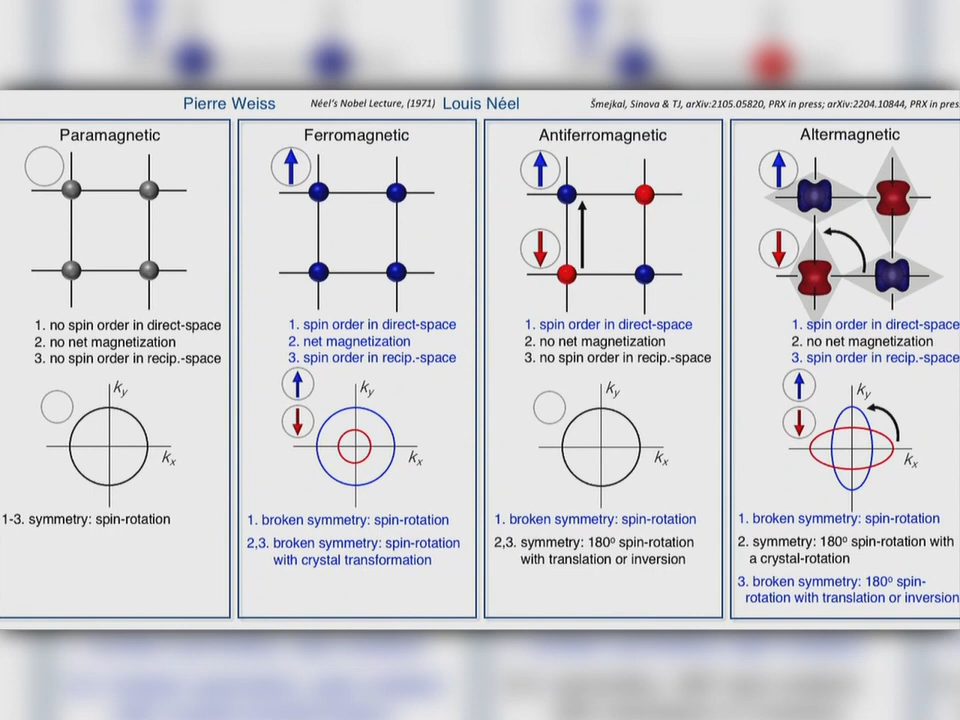 Pierre Weiss Néel's Nobel Lecture, (1971) Louis Néel Šmejkal, Sinova & TJ, arXiv:2105.05820, PRX in press; arXiv:2204.10844, PRX in pres
Paramagnetic
1. no spin order in direct-space
2. no net magnetization
3. no spin order in recip.-space
ky
kx
1-3. symmetry: spin-rotation
Ferromagnetic
1. spin order in direct-space
2. net magnetization
3. spin order in recip.-space
ky
kx
1. broken symmetry: spin-rotation
2,3. broken symmetry: spin-rotation
with crystal transformation
Antiferromagnetic
1. spin order in direct-space
2. no net magnetization
3. no spin order in recip.-space
ky
kx
1. broken symmetry: spin-rotation
2,3. symmetry: 180º spin-rotation
with translation or inversion
Altermagnetic
1. spin order in direct-space
2. no net magnetization
3. spin order in recip.-space
ky
kx
1. broken symmetry: spin-rotation
2. symmetry: 180º spin-rotation with
a crystal-rotation
3. broken symmetry: 180º spin-
rotation with translation or inversion